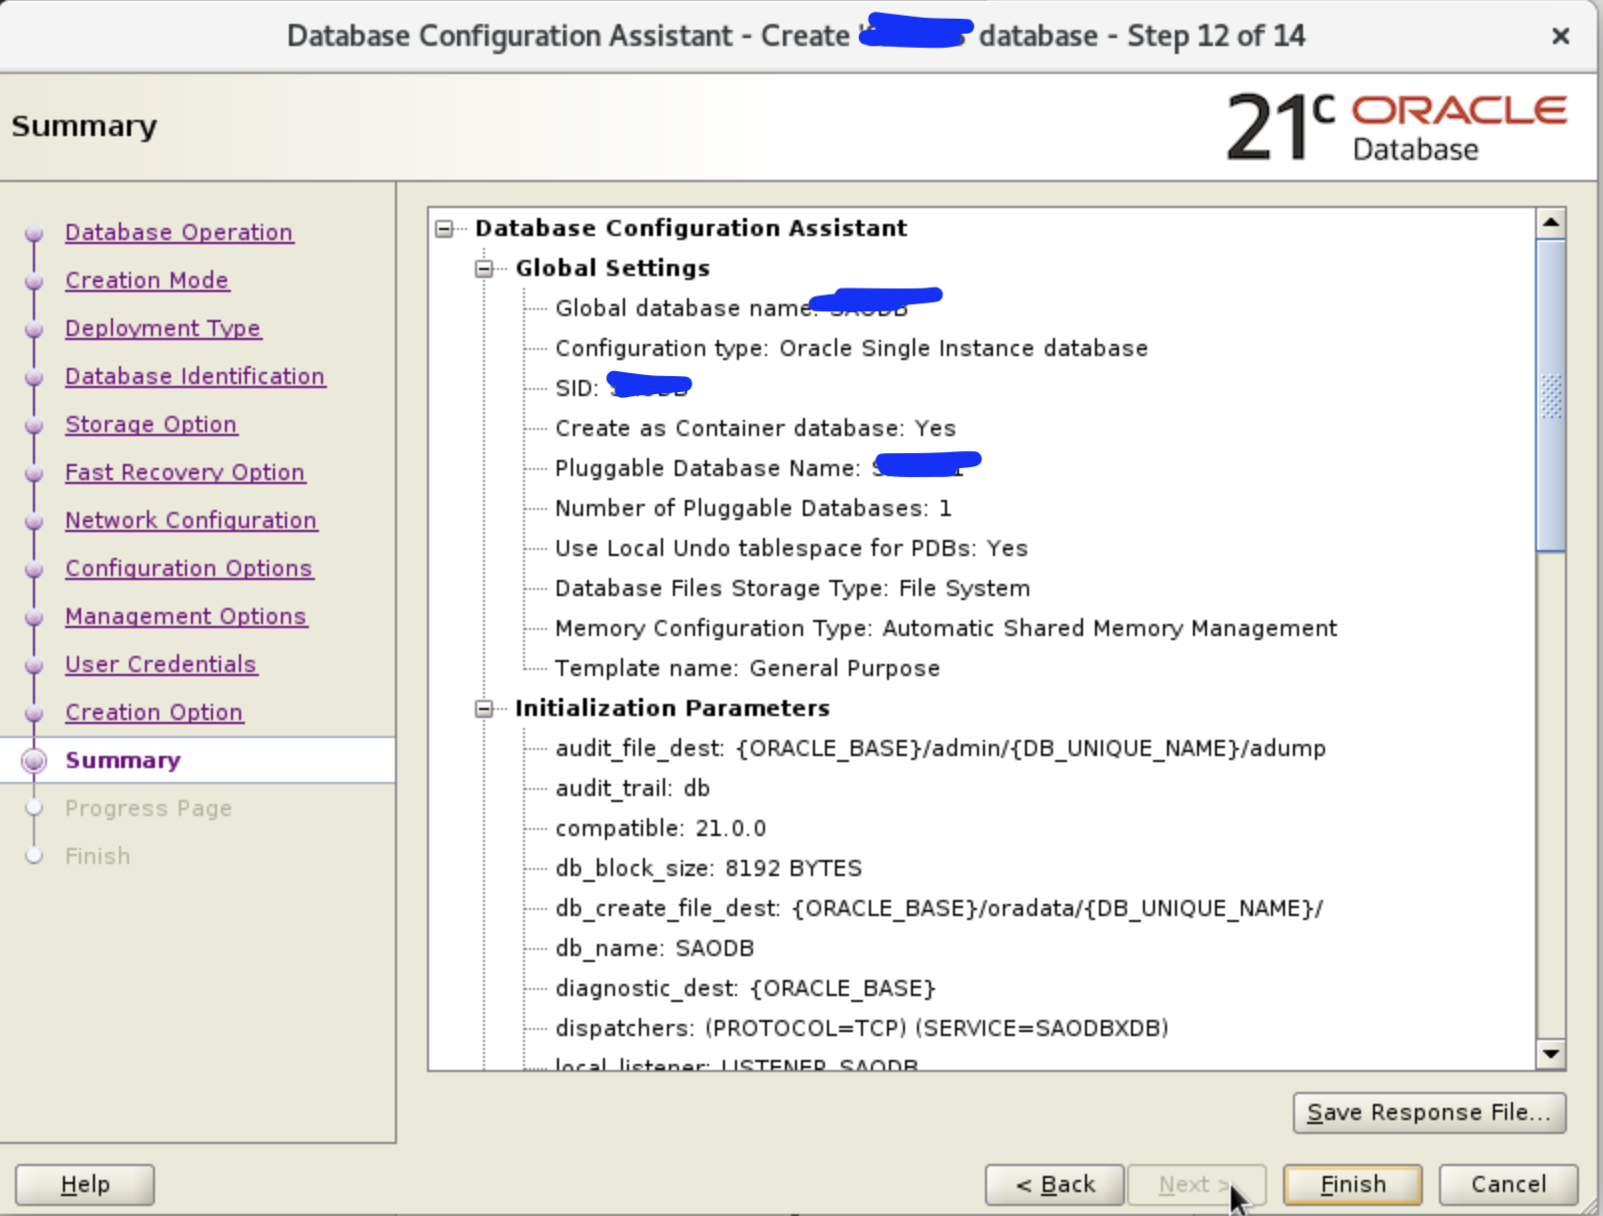 Database Configuration Assistant - Create database - Step 12 of 14
Summary
21c ORACLE Database
Database Operation
Creation Mode
Deployment Type
Database Identification
Storage Option
Fast Recovery Option
Network Configuration
Configuration Options
Management Options
User Credentials
Creation Option
Summary
Progress Page
Finish
Database Configuration Assistant
Global Settings
Global database name:
Configuration type: Oracle Single Instance database
SID:
Create as Container database: Yes
Pluggable Database Name:
Number of Pluggable Databases: 1
Use Local Undo tablespace for PDBs: Yes
Database Files Storage Type: File System
Memory Configuration Type: Automatic Shared Memory Management
Template name: General Purpose
Initialization Parameters
audit_file_dest: {ORACLE_BASE}/admin/{DB_UNIQUE_NAME}/adump
audit_trail: db
compatible: 21.0.0
db_block_size: 8192 BYTES
db_create_file_dest: {ORACLE_BASE}/oradata/{DB_UNIQUE_NAME}/
db_name: SAODB
diagnostic_dest: {ORACLE_BASE}
dispatchers: (PROTOCOL=TCP) (SERVICE=SAODBXDB)
local_listener: LISTENER_SAODB
Save Response File...
Help
< Back
Next >
Finish
Cancel